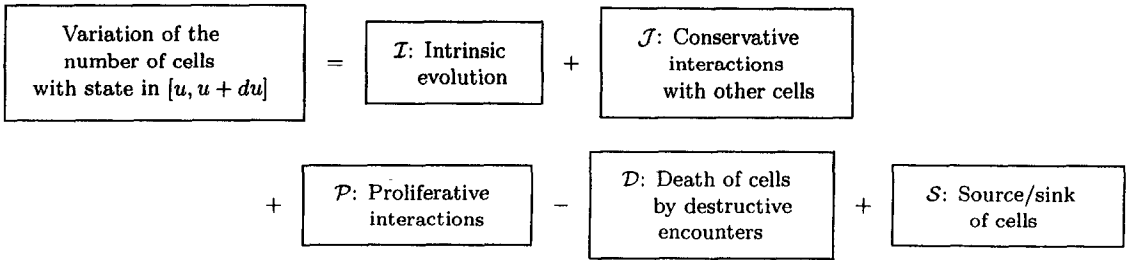 Variation of the
number of cells
with state in [u, u + du]
=
ℐ: Intrinsic
evolution
+
𝒥: Conservative
interactions
with other cells
+
𝒫: Proliferative
interactions
−
𝒟: Death of cells
by destructive
encounters
+
𝒮: Source/sink
of cells